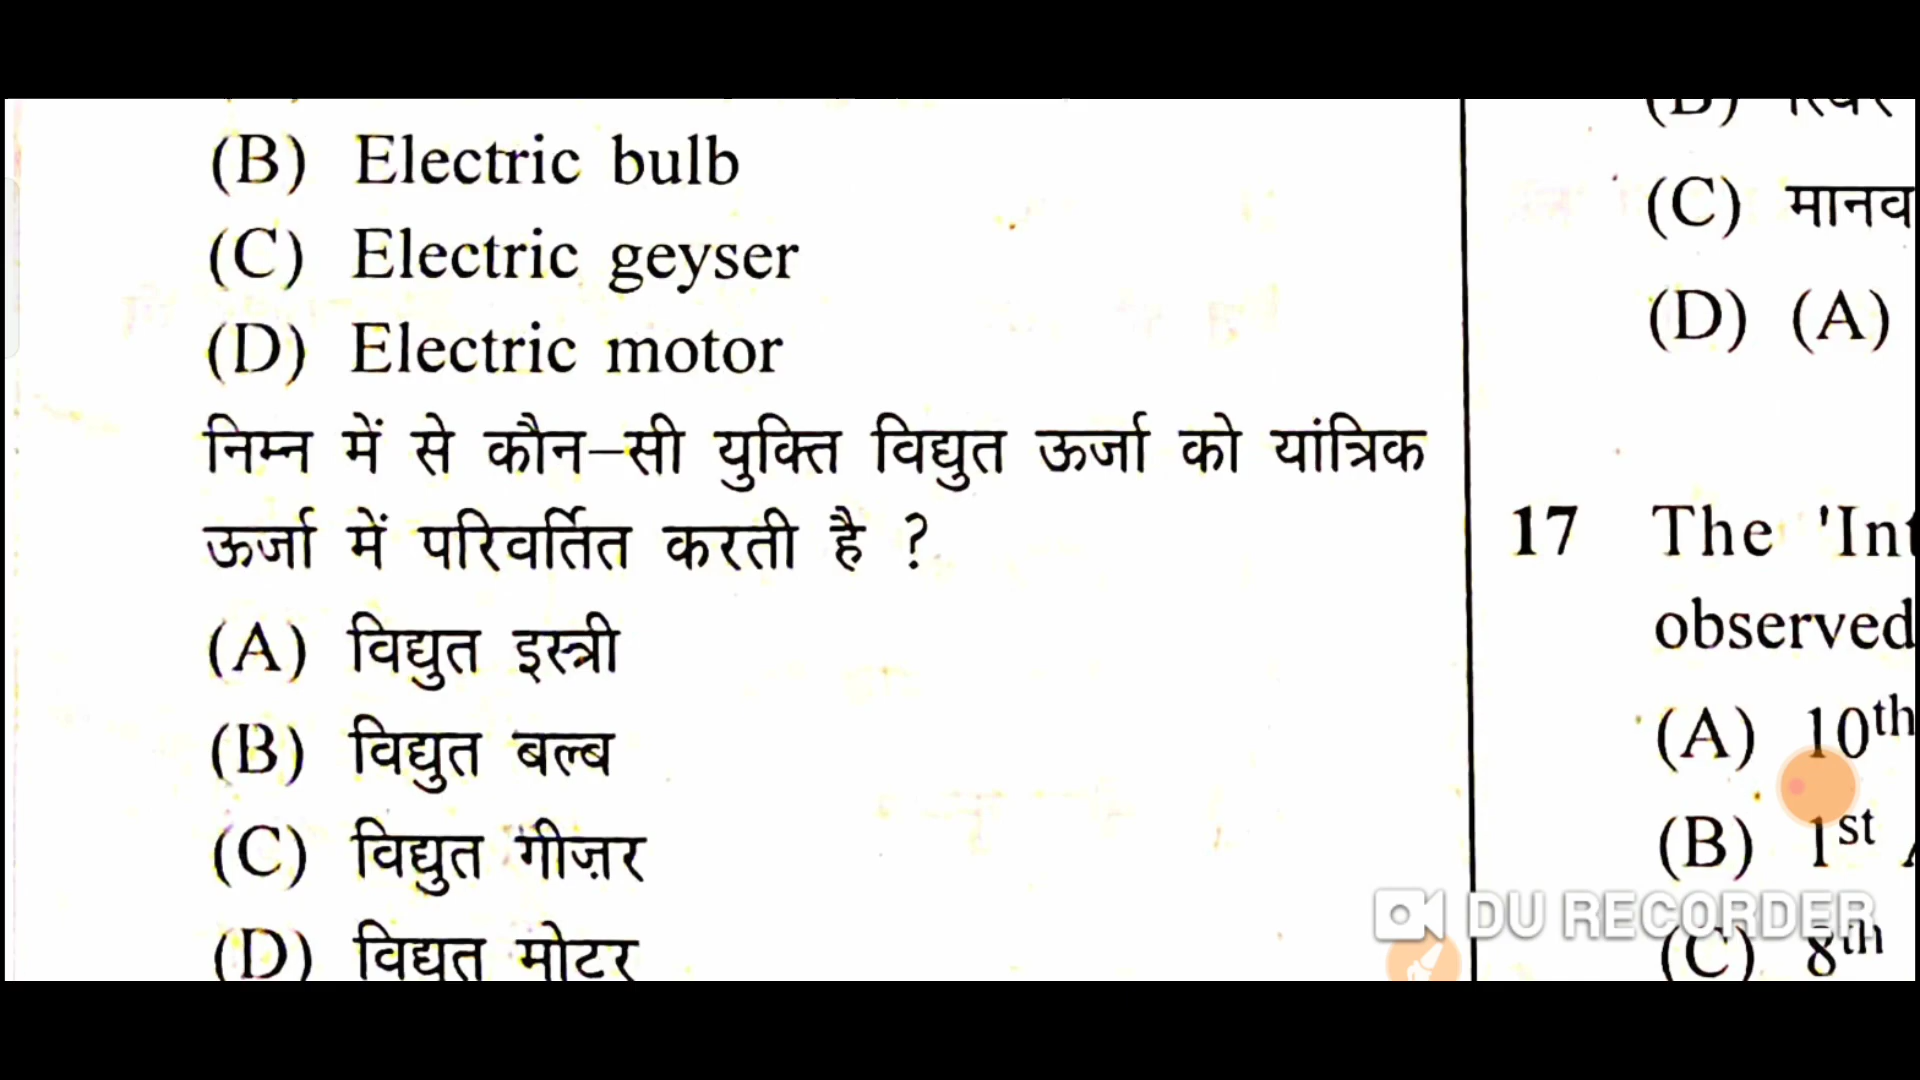 (B) Electric bulb
(C) Electric geyser
(D) Electric motor
निम्न में से कौन–सी युक्ति विद्युत ऊर्जा को यांत्रिक
ऊर्जा में परिवर्तित करती है ?
(A) विद्युत इस्त्री
(B) विद्युत बल्ब
(C) विद्युत गीज़र
(D) विद्युत मोटर
(C) मानव
(D) (A)
17 The 'Int
observed
(A) 10th
(B) 1st
(C) 8th
DU RECORDER